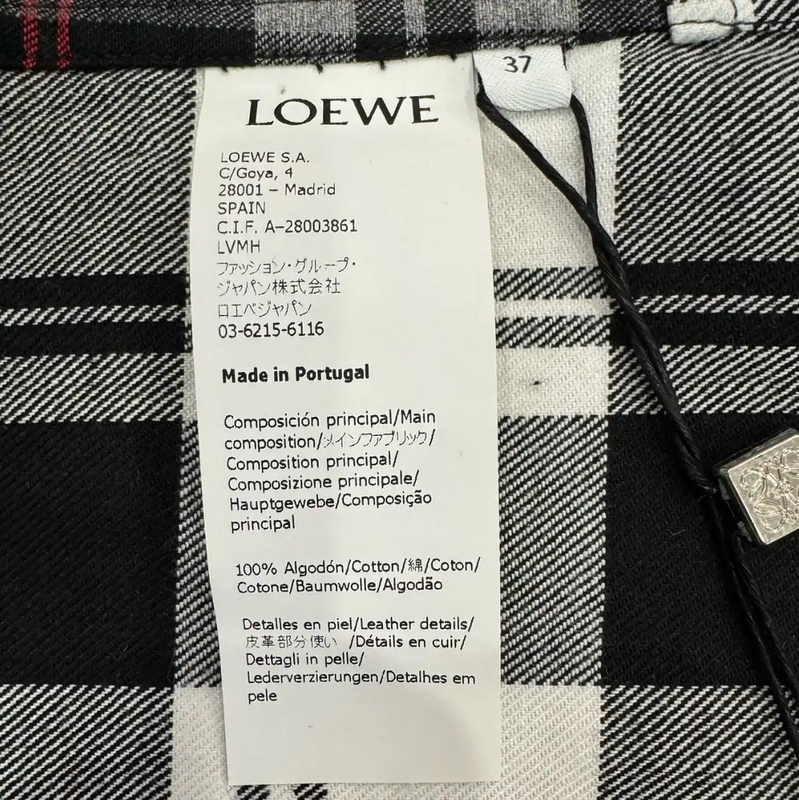 LOEWE
37
LOEWE S.A.
C/Goya, 4
28001 – Madrid
SPAIN
C.I.F. A–28003861
LVMH
ファッション・グループ・
ジャパン株式会社
ロエベジャパン
03-6215-6116
Made in Portugal
Composición principal/Main
composition/メインファブリック/
Composition principal/
Composizione principale/
Hauptgewebe/Composição
principal
100% Algodón/Cotton/綿/Coton/
Cotone/Baumwolle/Algodão
Detalles en piel/Leather details/
皮革部分使い /Détails en cuir/
Dettagli in pelle/
Lederverzierungen/Detalhes em
pele